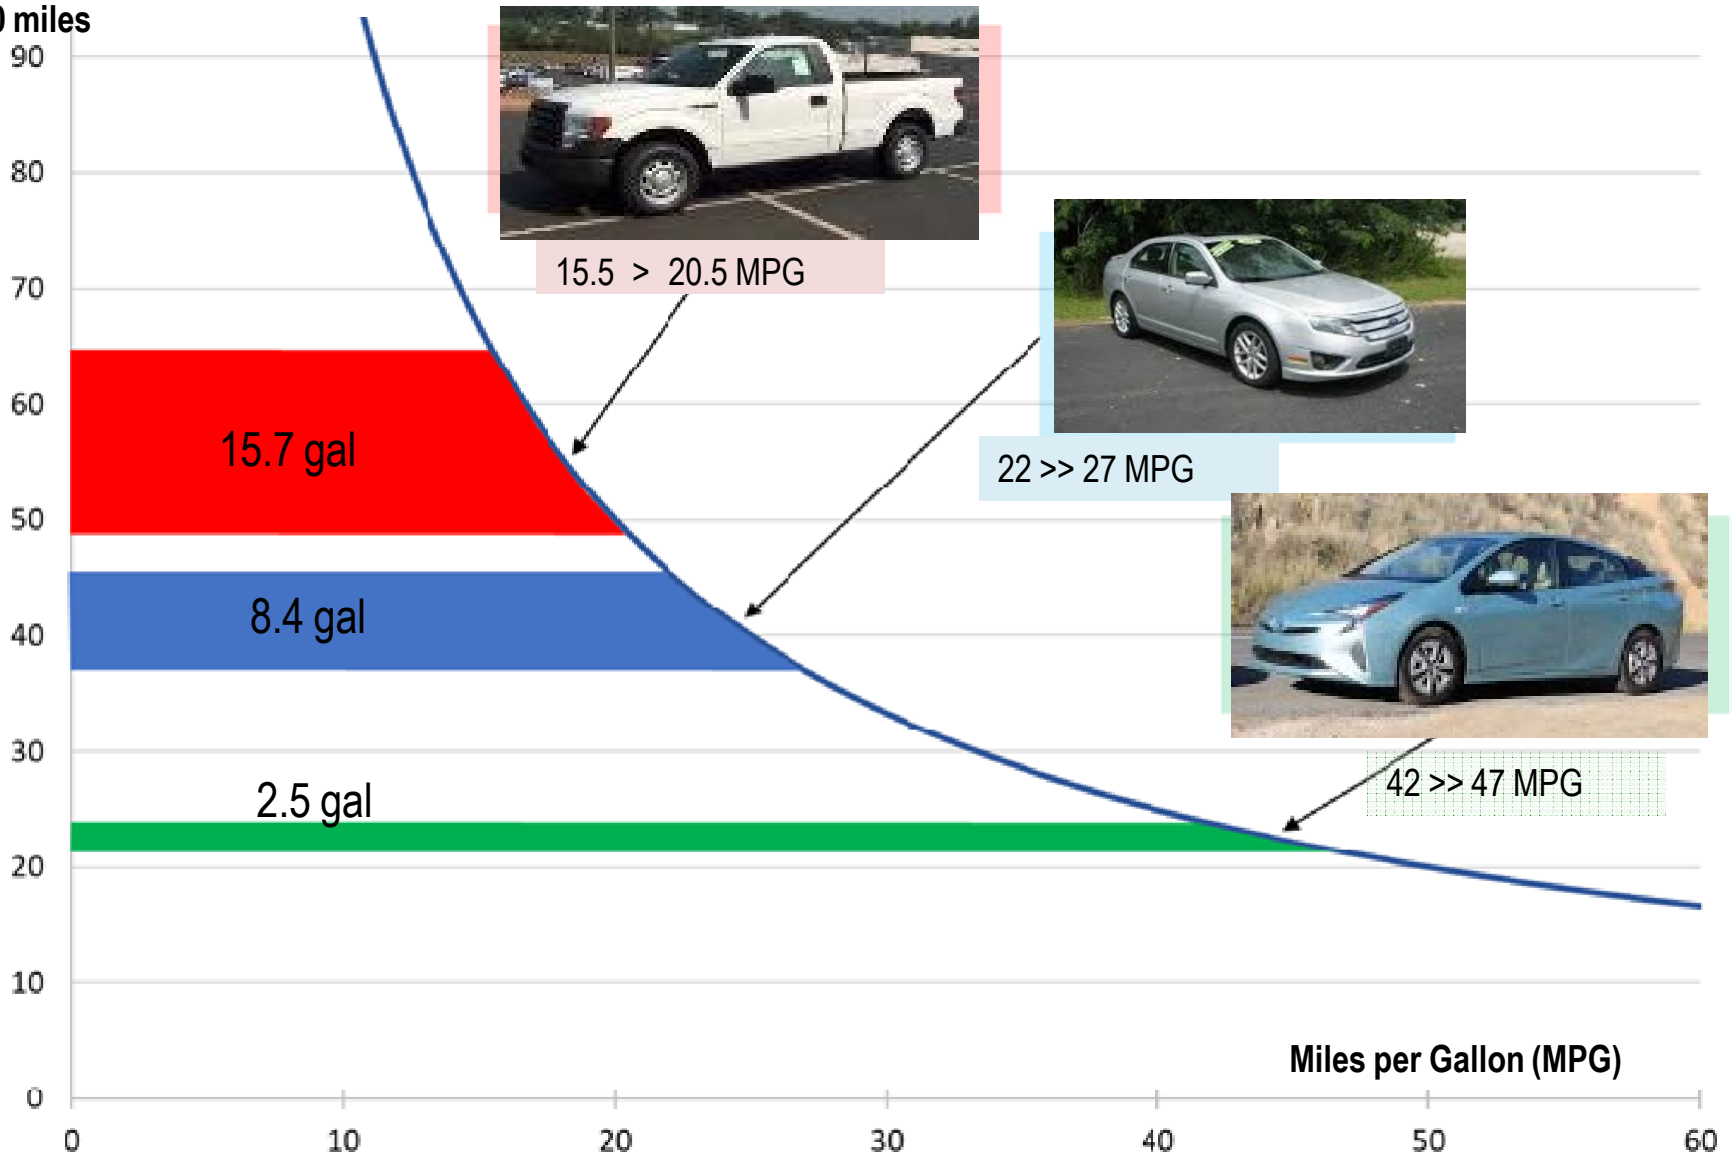 0 miles
90
80
70
60
50
40
30
20
10
0
15.5 > 20.5 MPG
22 >> 27 MPG
42 >> 47 MPG
15.7 gal
8.4 gal
2.5 gal
Miles per Gallon (MPG)
0 10 20 30 40 50 60